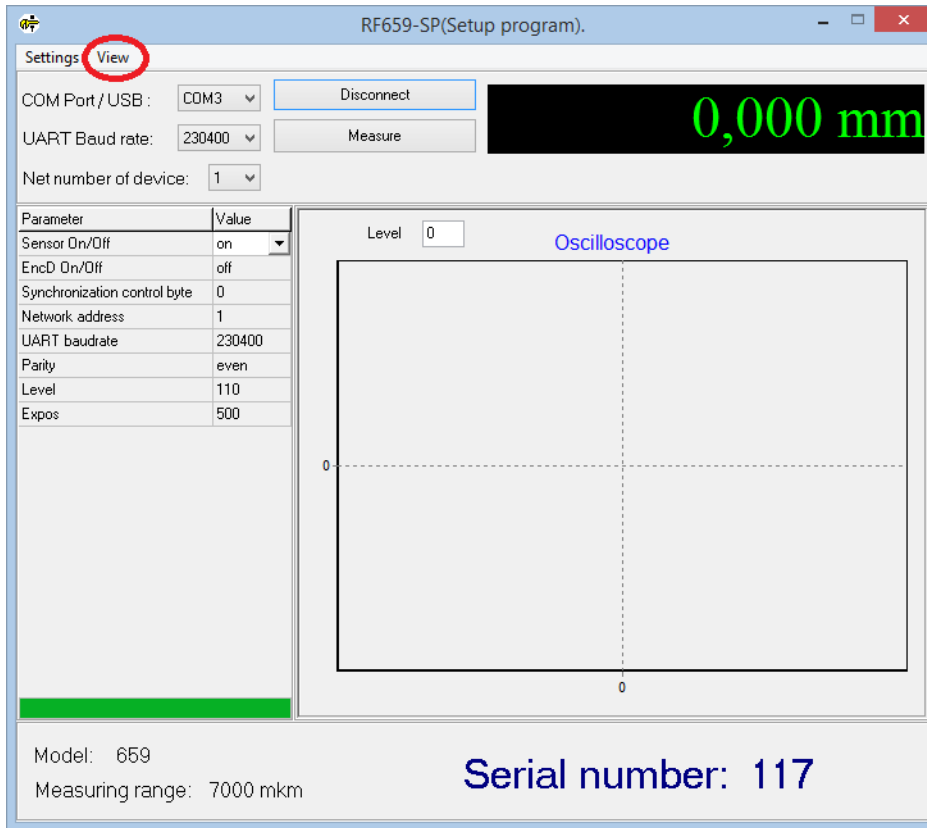 RF659-SP(Setup program).
Settings View
COM Port / USB : COM3 Disconnect
0,000 mm
UART Baud rate: 230400 Measure
Net number of device: 1
Parameter Value
Sensor On/Off on
EncD On/Off off
Synchronization control byte 0
Network address 1
UART baudrate 230400
Parity even
Level 110
Expos 500
Level 0
Oscilloscope
0
0
Model: 659
Measuring range: 7000 mkm
Serial number: 117